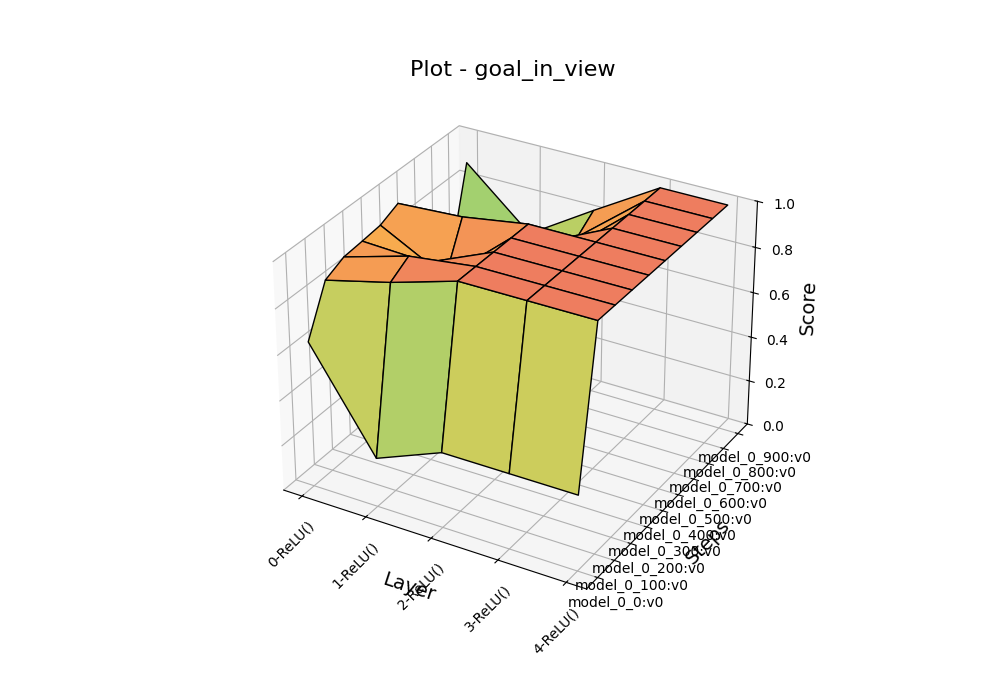 Plot - goal_in_view
1.0
0.8
0.6
0.4
0.2
0.0
Score
model_0_900:v0
model_0_800:v0
model_0_700:v0
model_0_600:v0
model_0_500:v0
model_0_400:v0
model_0_300:v0
model_0_200:v0
model_0_100:v0
model_0_0:v0
Steps
0-ReLU()
1-ReLU()
2-ReLU()
3-ReLU()
4-ReLU()
Layer